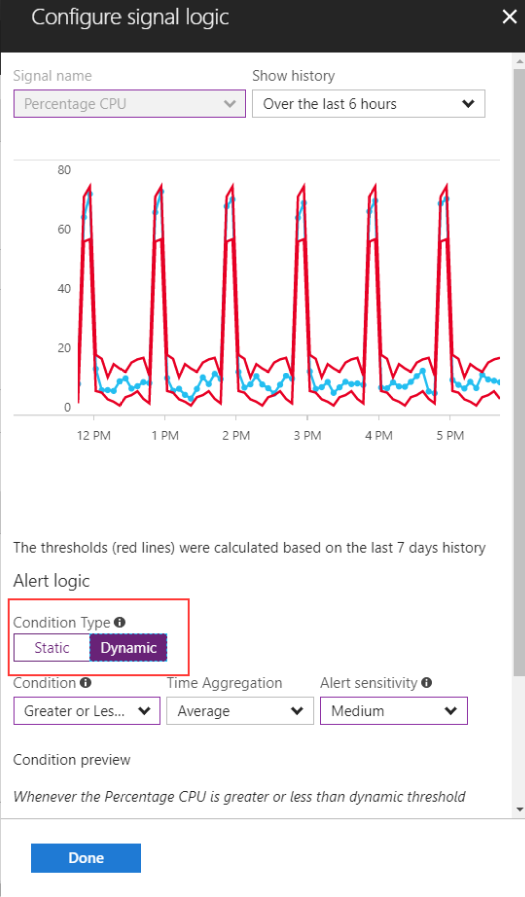 Configure signal logic
Signal name
Show history
Percentage CPU
Over the last 6 hours
80
60
40
20
0
12 PM 1 PM 2 PM 3 PM 4 PM 5 PM
The thresholds (red lines) were calculated based on the last 7 days history
Alert logic
Condition Type
Static Dynamic
Condition Time Aggregation Alert sensitivity
Greater or Les... Average Medium
Condition preview
Whenever the Percentage CPU is greater or less than dynamic threshold
Done